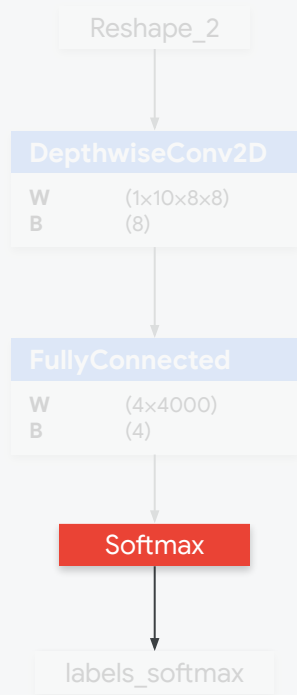 Reshape_2
DepthwiseConv2D
W (1×10×8×8)
B (8)
FullyConnected
W (4×4000)
B (4)
Softmax
labels_softmax